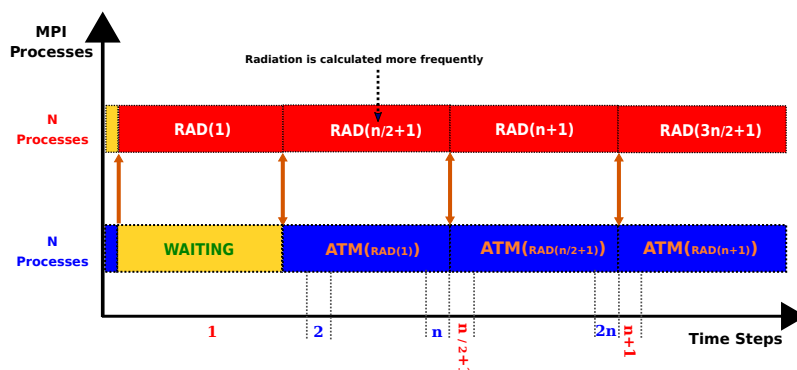 MPI
Processes
Radiation is calculated more frequently
N
Processes
RAD(1)
RAD(n/2+1)
RAD(n+1)
RAD(3n/2+1)
N
Processes
WAITING
ATM(RAD(1))
ATM(RAD(n/2+1))
ATM(RAD(n+1))
1
2
n
2n
n+1
Time Steps